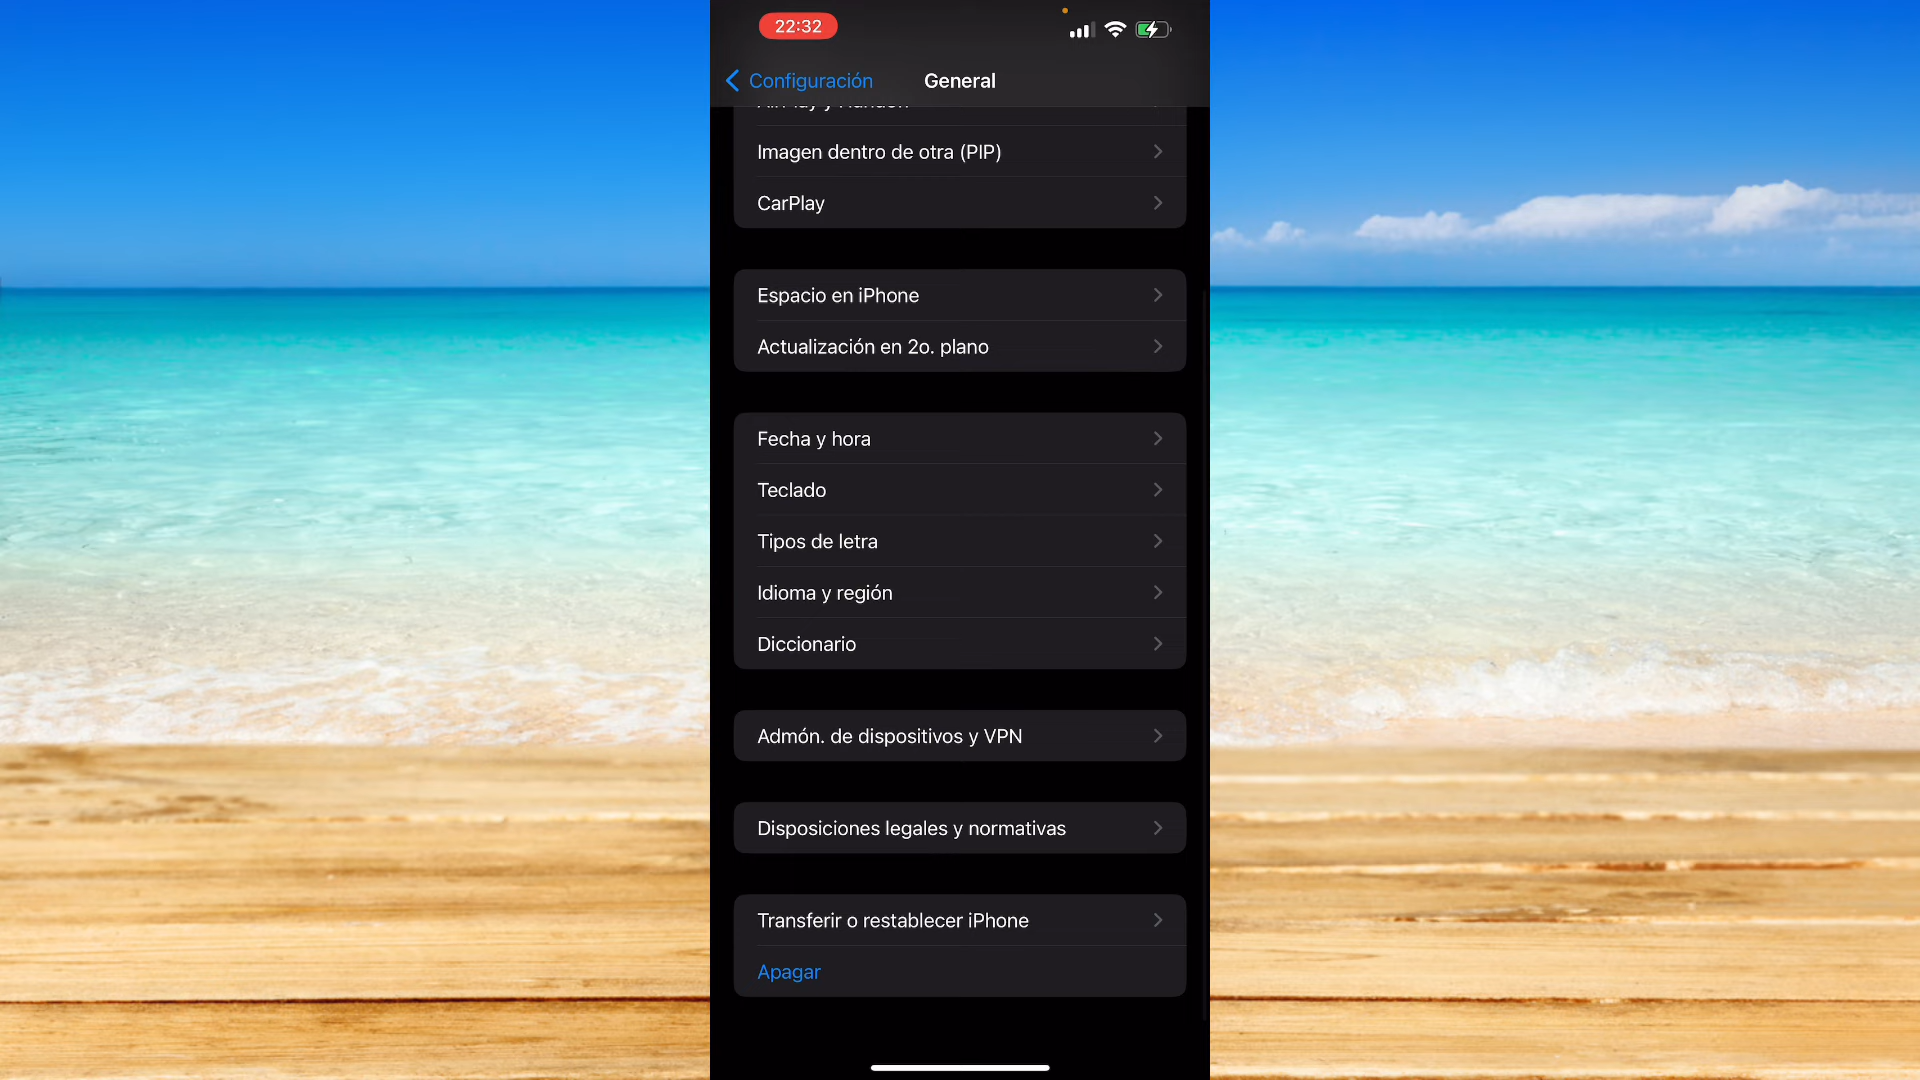 22:32
Configuración
General
Imagen dentro de otra (PIP)
CarPlay
Espacio en iPhone
Actualización en 2o. plano
Fecha y hora
Teclado
Tipos de letra
Idioma y región
Diccionario
Admón. de dispositivos y VPN
Disposiciones legales y normativas
Transferir o restablecer iPhone
Apagar